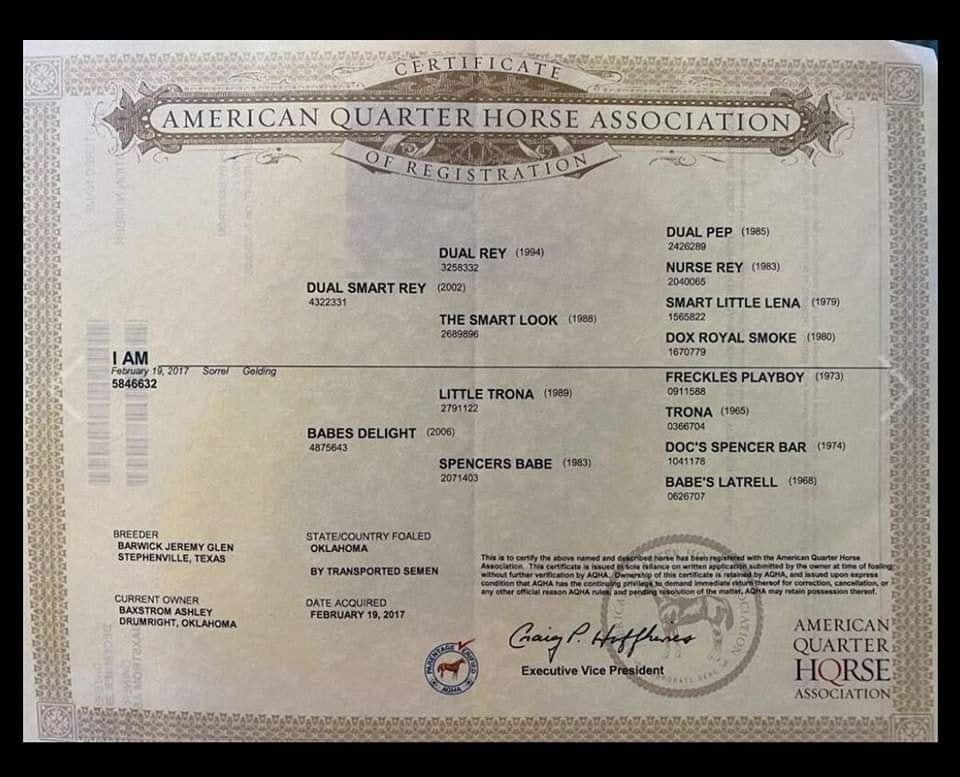 CERTIFICATE
AMERICAN QUARTER HORSE ASSOCIATION
OF REGISTRATION
DUAL PEP (1985)
2426289
DUAL REY (1994)
3258332
NURSE REY (1983)
2040065
DUAL SMART REY (2002)
4322331
SMART LITTLE LENA (1979)
1565822
THE SMART LOOK (1988)
2689896
DOX ROYAL SMOKE (1980)
1670779
I AM
February 19, 2017 Sorrel Gelding
5846632
FRECKLES PLAYBOY (1973)
0911588
LITTLE TRONA (1989)
2791122
TRONA (1965)
0366704
BABES DELIGHT (2006)
4875643
DOC'S SPENCER BAR (1974)
1041178
SPENCERS BABE (1983)
2071403
BABE'S LATRELL (1968)
0626707
BREEDER
BARWICK JEREMY GLEN
STEPHENVILLE, TEXAS
STATE/COUNTRY FOALED
OKLAHOMA
BY TRANSPORTED SEMEN
CURRENT OWNER
BAXSTROM ASHLEY
DRUMRIGHT, OKLAHOMA
DATE ACQUIRED
FEBRUARY 19, 2017
This is to certify the above named and described horse has been registered with the American Quarter Horse
Association. This certificate is issued in sole reliance on written application submitted by the owner at time of foaling;
without further verification by AQHA. Ownership of this certificate is retained by AQHA, and issued upon express
condition that AQHA has the continuing privilege to demand immediate return thereof for correction, cancellation, or
any other official reason AQHA rules, and pending resolution of the matter, AQHA may retain possession thereof.
PARENTAGE VERIFIED
AQHA
Craig P. Huffhines
Executive Vice President
AMERICAN
QUARTER
HORSE
ASSOCIATION